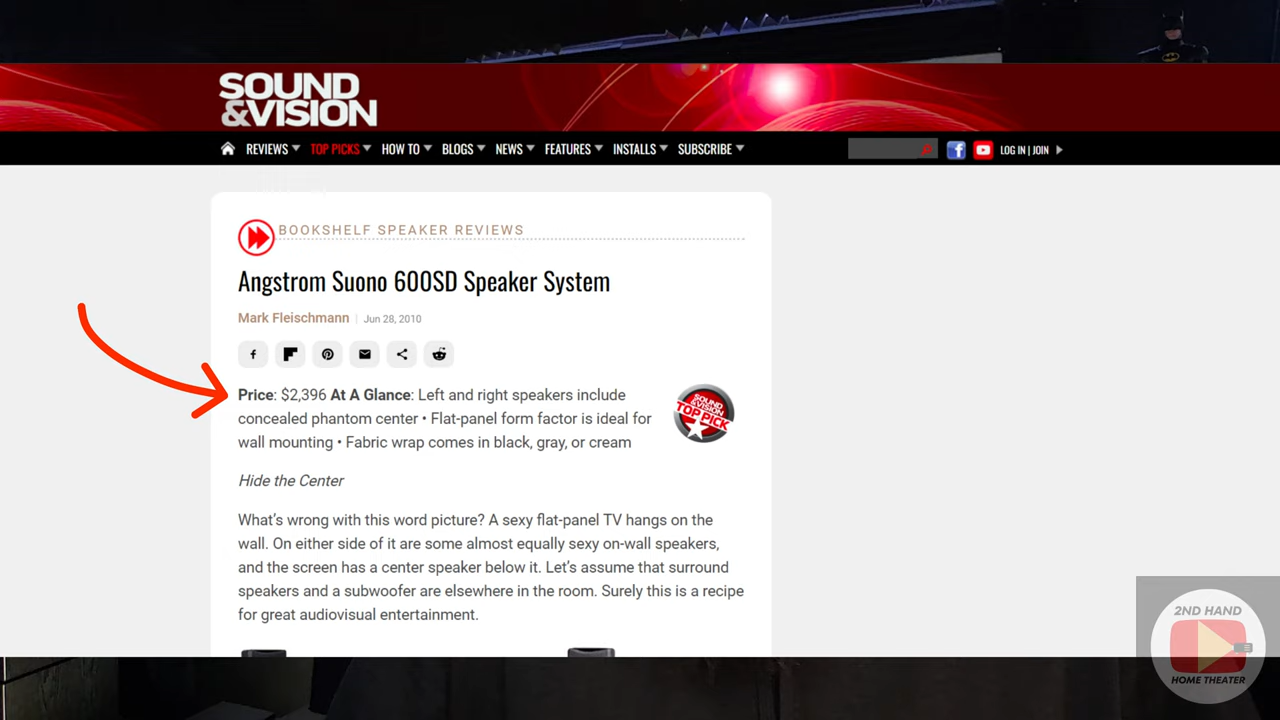 SOUND
&VISION
REVIEWS TOP PICKS HOW TO BLOGS NEWS FEATURES INSTALLS SUBSCRIBE LOG IN | JOIN
BOOKSHELF SPEAKER REVIEWS
Angstrom Suono 600SD Speaker System
Mark Fleischmann | Jun 28, 2010
Price: $2,396 At A Glance: Left and right speakers include
concealed phantom center • Flat-panel form factor is ideal for
wall mounting • Fabric wrap comes in black, gray, or cream
SOUND
&VISION
TOP PICK
Hide the Center
What's wrong with this word picture? A sexy flat-panel TV hangs on the
wall. On either side of it are some almost equally sexy on-wall speakers,
and the screen has a center speaker below it. Let's assume that surround
speakers and a subwoofer are elsewhere in the room. Surely this is a recipe
for great audiovisual entertainment.
2ND HAND
HOME THEATER